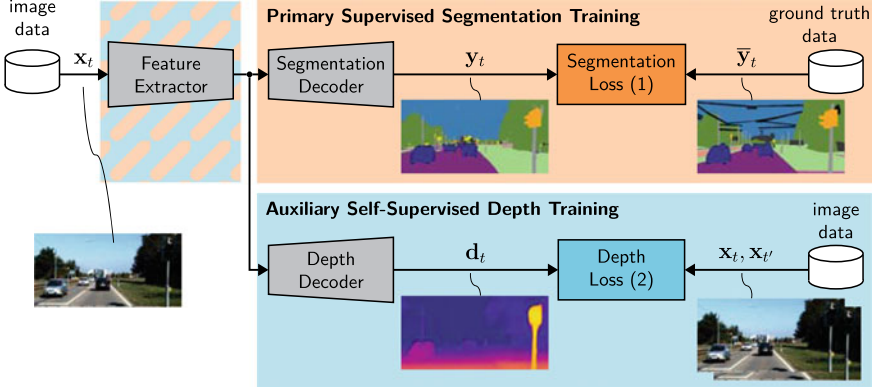 image
data
x_t
Feature
Extractor
Primary Supervised Segmentation Training
Segmentation
Decoder
y_t
Segmentation
Loss (1)
ȳ_t
ground truth
data
Auxiliary Self-Supervised Depth Training
Depth
Decoder
d_t
Depth
Loss (2)
x_t, x_t′
image
data